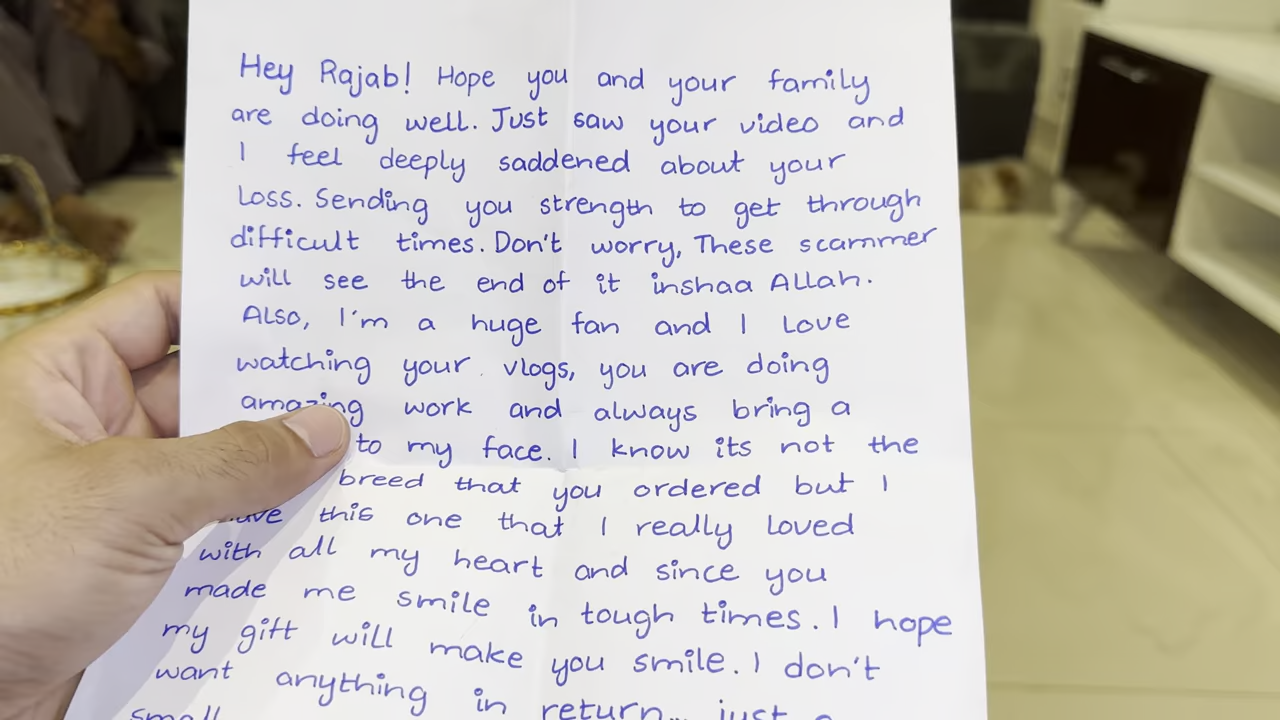 Hey Rajab! Hope you and your family
are doing well. Just saw your video and
I feel deeply saddened about your
Loss. Sending you strength to get through
difficult times. Don't worry, These scammer
will see the end of it inshaa Allah.
Also, I'm a huge fan and I Love
watching your vlogs, you are doing
amazing work and always bring a
to my face. I know its not the
breed that you ordered but I
have this one that I really loved
with all my heart and since you
made me smile in tough times. I hope
my gift will make you smile. I don't
want anything in return.. just a
small